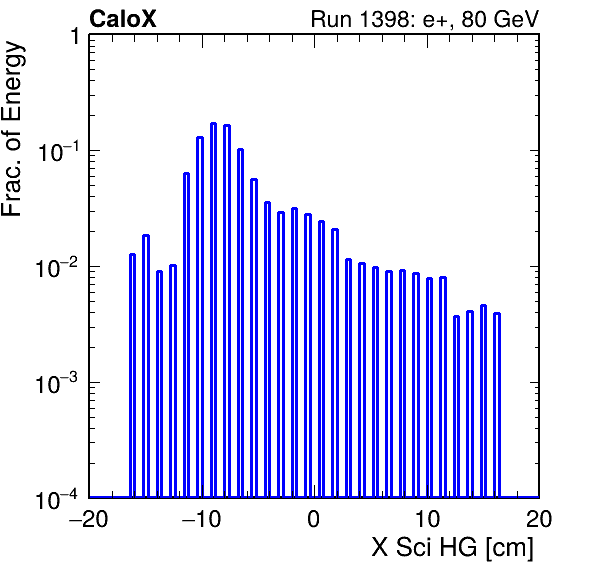 CaloX Run 1398: e+, 80 GeV
Frac. of Energy
1
10⁻¹
10⁻²
10⁻³
10⁻⁴
−20 −10 0 10 20
X Sci HG [cm]